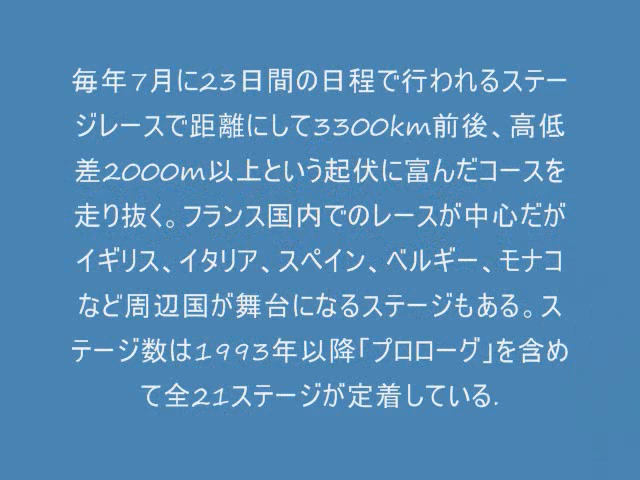 毎年7月に23日間の日程で行われるステー
ジレースで距離にして3300km前後、高低
差2000m以上という起伏に富んだコースを
走り抜く。フランス国内でのレースが中心だが
イギリス、イタリア、スペイン、ベルギー、モナコ
など周辺国が舞台になるステージもある。ス
テージ数は1993年以降「プロローグ」を含め
て全21ステージが定着している.